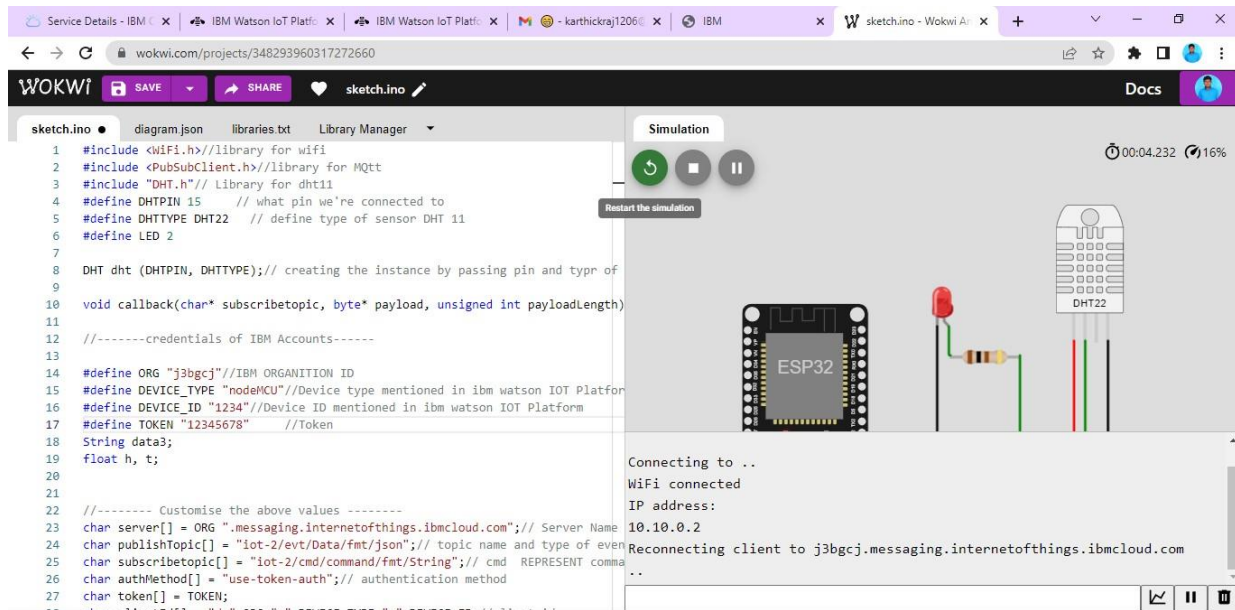 Service Details - IBM C
IBM Watson IoT Platfo
IBM Watson IoT Platfo
- karthickraj1206@
IBM
sketch.ino - Wokwi Ar
wokwi.com/projects/348293960317272660
WOKWI
SAVE
SHARE
sketch.ino
Docs
sketch.ino
diagram.json
libraries.txt
Library Manager
1 #include <WiFi.h>//library for wifi
2 #include <PubSubClient.h>//library for MQtt
3 #include "DHT.h"// Library for dht11
4 #define DHTPIN 15 // what pin we're connected to
5 #define DHTTYPE DHT22 // define type of sensor DHT 11
6 #define LED 2
7
8 DHT dht (DHTPIN, DHTTYPE);// creating the instance by passing pin and typr of
9
10 void callback(char* subscribetopic, byte* payload, unsigned int payloadLength)
11
12 //-------credentials of IBM Accounts------
13
14 #define ORG "j3bgcj"//IBM ORGANITION ID
15 #define DEVICE_TYPE "nodeMCU"//Device type mentioned in ibm watson IOT Platfor
16 #define DEVICE_ID "1234"//Device ID mentioned in ibm watson IOT Platform
17 #define TOKEN "12345678" //Token
18 String data3;
19 float h, t;
20
21
22 //-------- Customise the above values --------
23 char server[] = ORG ".messaging.internetofthings.ibmcloud.com";// Server Name
24 char publishTopic[] = "iot-2/evt/Data/fmt/json";// topic name and type of even
25 char subscribetopic[] = "iot-2/cmd/command/fmt/String";// cmd REPRESENT comma
26 char authMethod[] = "use-token-auth";// authentication method
27 char token[] = TOKEN;
Simulation
00:04.232
16%
Restart the simulation
DHT22
ESP32
Connecting to ..
WiFi connected
IP address:
10.10.0.2
Reconnecting client to j3bgcj.messaging.internetofthings.ibmcloud.com
..